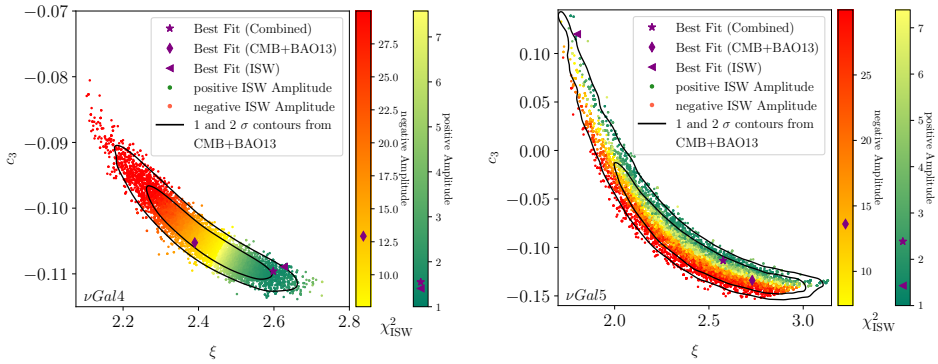 −0.07
−0.08
−0.09
−0.10
−0.11
c₃
2.2
2.4
2.6
2.8
ξ
νGal4
Best Fit (Combined)
Best Fit (CMB+BAO13)
Best Fit (ISW)
positive ISW Amplitude
negative ISW Amplitude
1 and 2 σ contours from
CMB+BAO13
27.5
25.0
22.5
20.0
17.5
15.0
12.5
10.0
negative Amplitude
7
6
5
4
3
2
1
positive Amplitude
χ²ISW
0.10
0.05
0.00
−0.05
−0.10
−0.15
c₃
2.0
2.5
3.0
ξ
νGal5
Best Fit (Combined)
Best Fit (CMB+BAO13)
Best Fit (ISW)
positive ISW Amplitude
negative ISW Amplitude
1 and 2 σ contours from
CMB+BAO13
25
20
15
10
negative Amplitude
7
6
5
4
3
2
1
positive Amplitude
χ²ISW